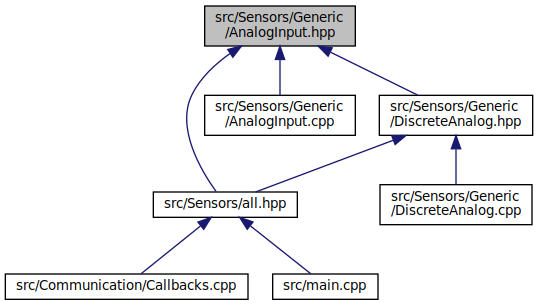 src/Sensors/Generic
/AnalogInput.hpp
src/Sensors/Generic
/AnalogInput.cpp
src/Sensors/Generic
/DiscreteAnalog.hpp
src/Sensors/all.hpp
src/Sensors/Generic
/DiscreteAnalog.cpp
src/Communication/Callbacks.cpp
src/main.cpp